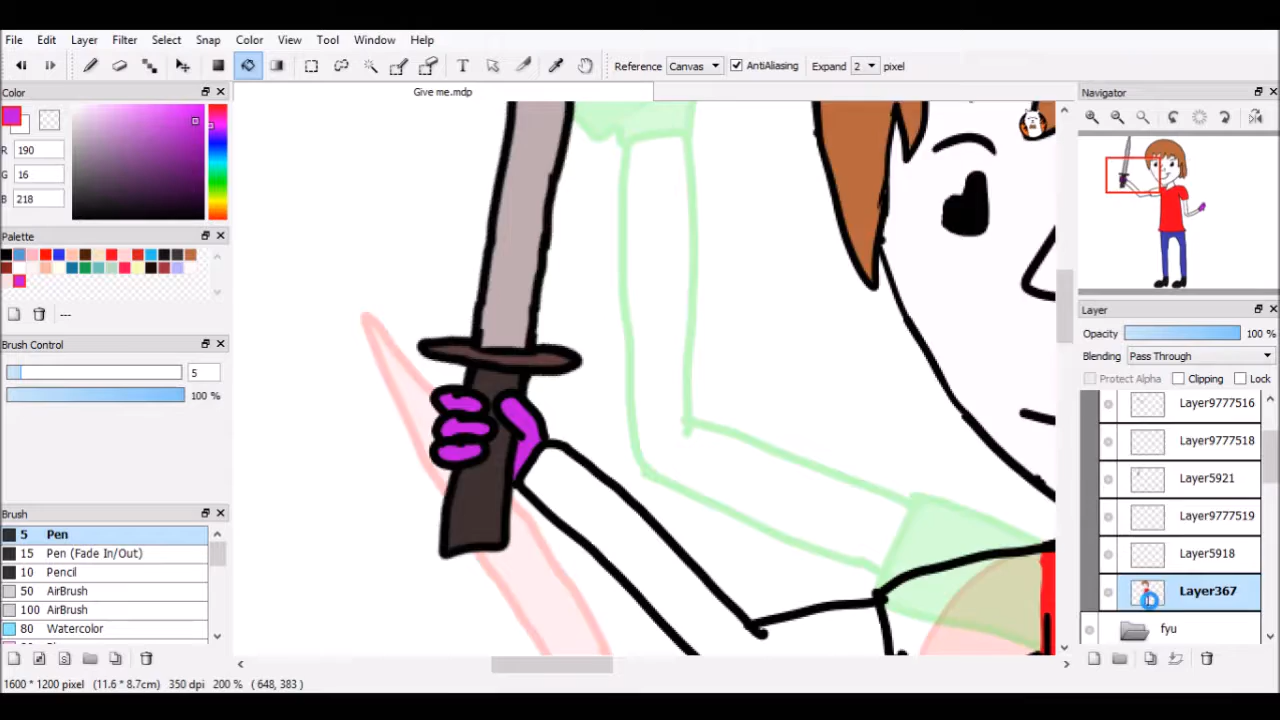 File Edit Layer Filter Select Snap Color View Tool Window Help
T Reference Canvas AntiAliasing Expand 2 pixel
Color
Give me.mdp
Navigator
R 190
G 16
B 218
Palette
---
Layer
Opacity 100 %
Brush Control
Blending Pass Through
5
Protect Alpha Clipping Lock
100 %
Layer9777516
Layer9777518
Layer5921
Brush
Layer9777519
5 Pen
15 Pen (Fade In/Out)
Layer5918
10 Pencil
50 AirBrush
Layer367
100 AirBrush
80 Watercolor
fyu
1600 * 1200 pixel (11.6 * 8.7cm) 350 dpi 200 % ( 648, 383 )